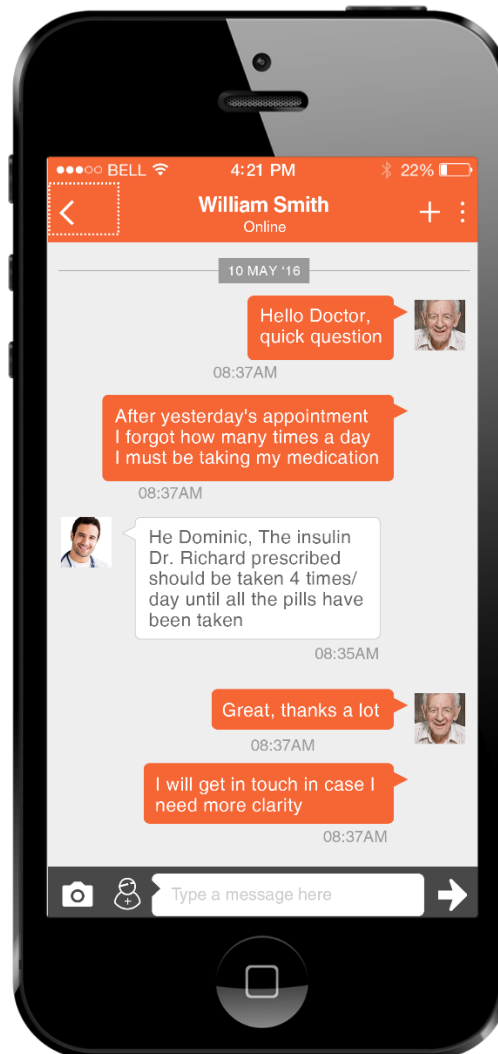 BELL 4:21 PM 22%
William Smith
Online
10 MAY '16
Hello Doctor,
quick question
08:37AM
After yesterday's appointment
I forgot how many times a day
I must be taking my medication
08:37AM
He Dominic, The insulin
Dr. Richard prescribed
should be taken 4 times/
day until all the pills have
been taken
08:35AM
Great, thanks a lot
08:37AM
I will get in touch in case I
need more clarity
08:37AM
Type a message here